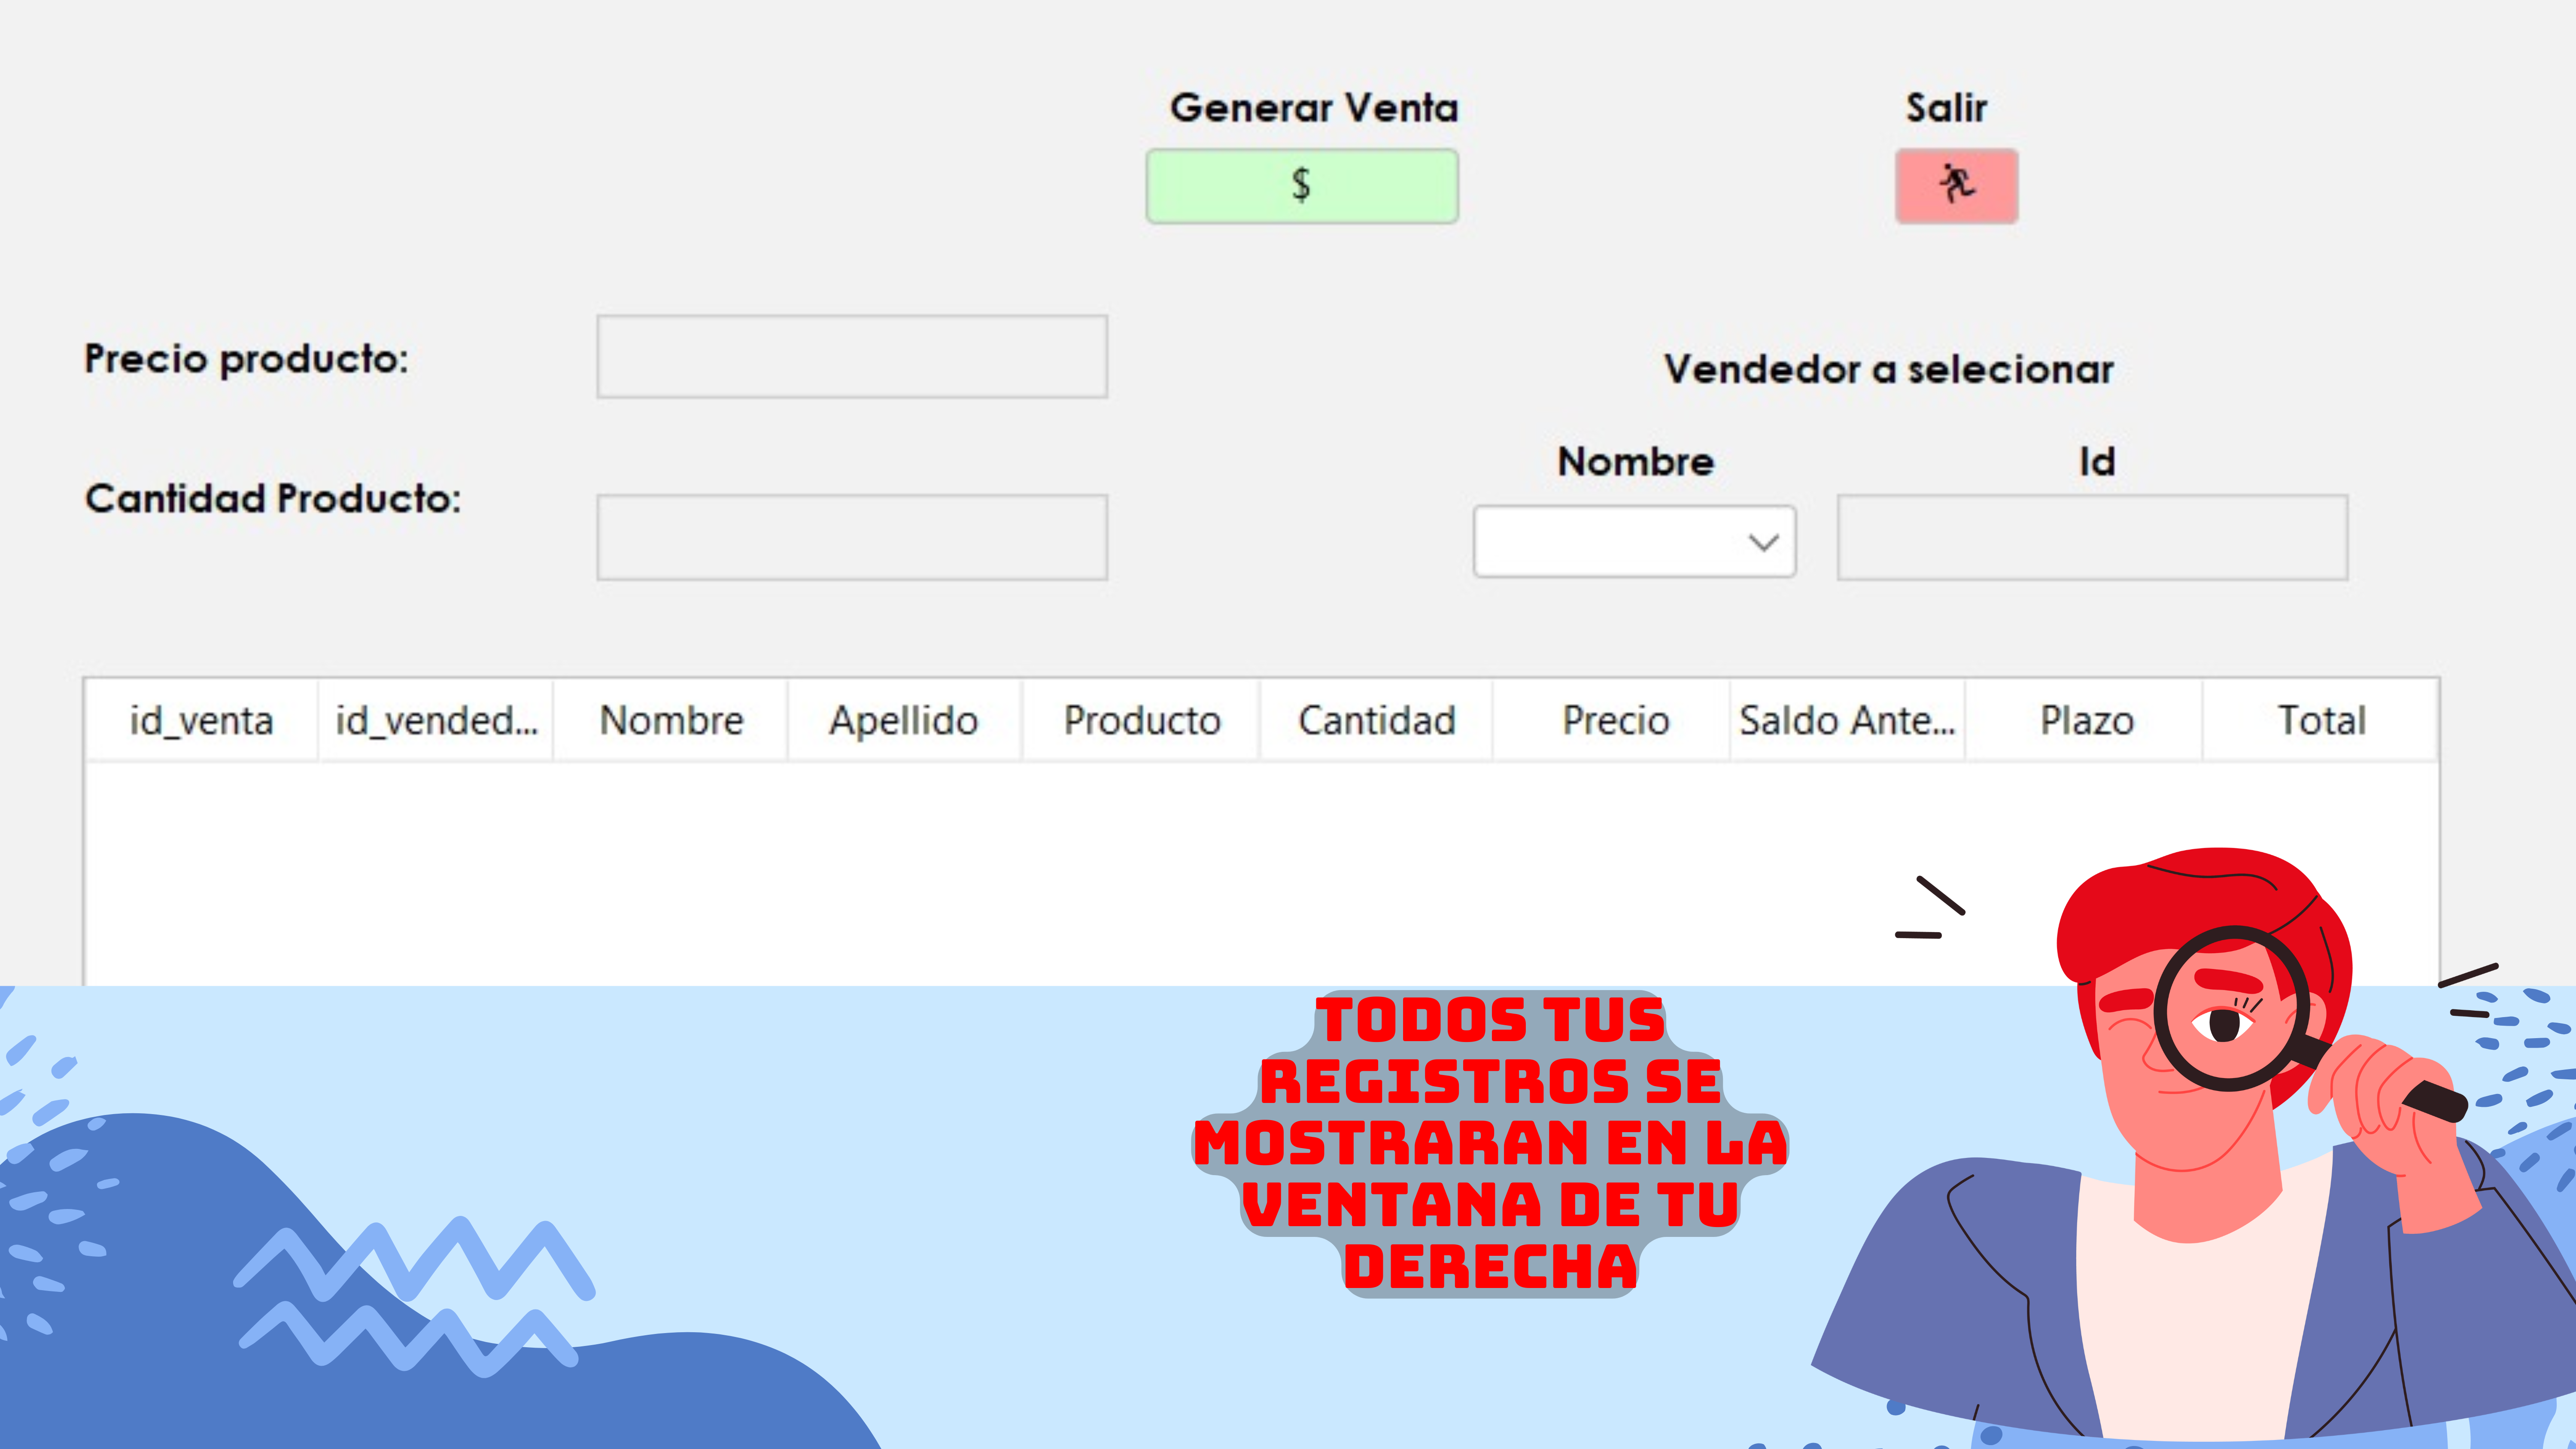 Generar Venta
Salir
$
Precio producto:
Vendedor a selecionar
Nombre
Id
Cantidad Producto:
id_venta id_vended... Nombre Apellido Producto Cantidad Precio Saldo Ante... Plazo Total
TODOS TUS
REGISTROS SE
MOSTRARAN EN LA
VENTANA DE TU
DERECHA